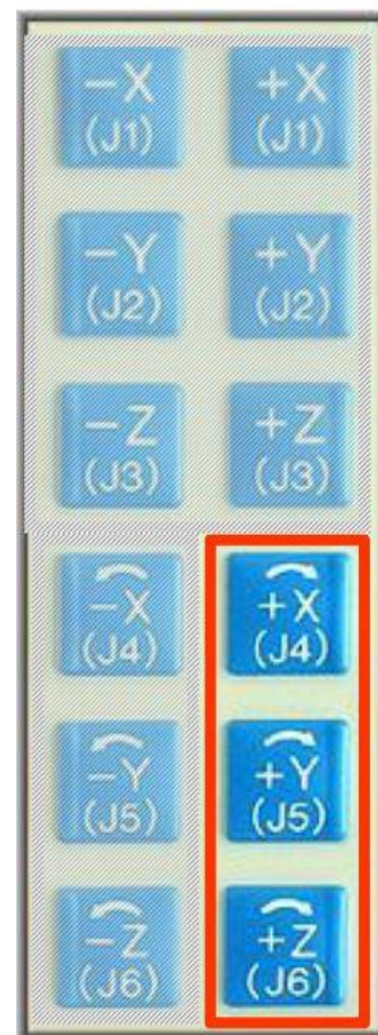 −X +X
(J1) (J1)
−Y +Y
(J2) (J2)
−Z +Z
(J3) (J3)
−X +X
(J4) (J4)
−Y +Y
(J5) (J5)
−Z +Z
(J6) (J6)